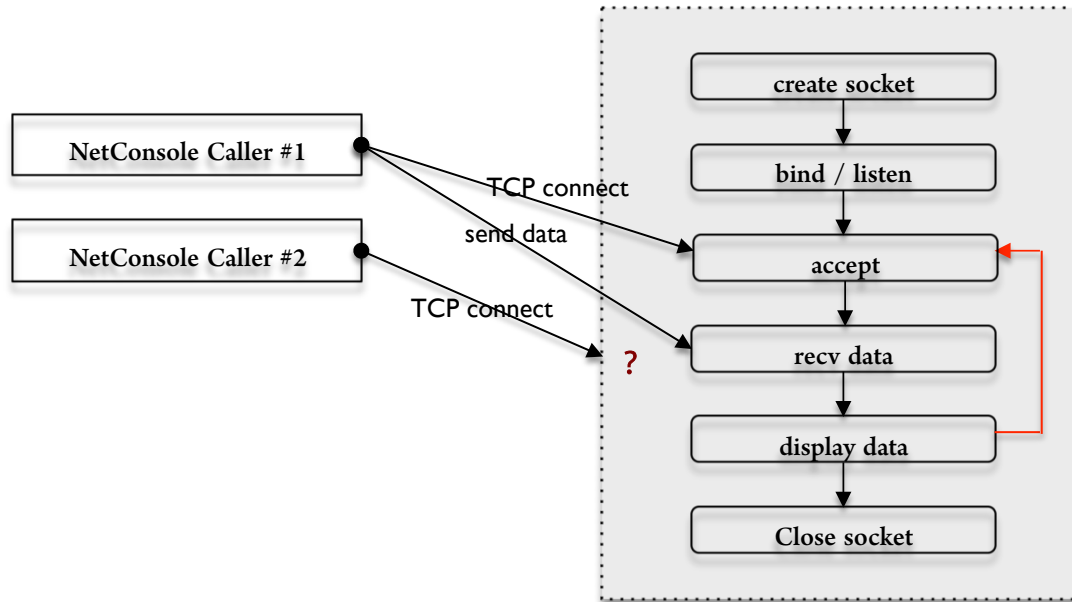 NetConsole Caller #1
NetConsole Caller #2
TCP connect
send data
TCP connect
?
create socket
bind / listen
accept
recv data
display data
Close socket